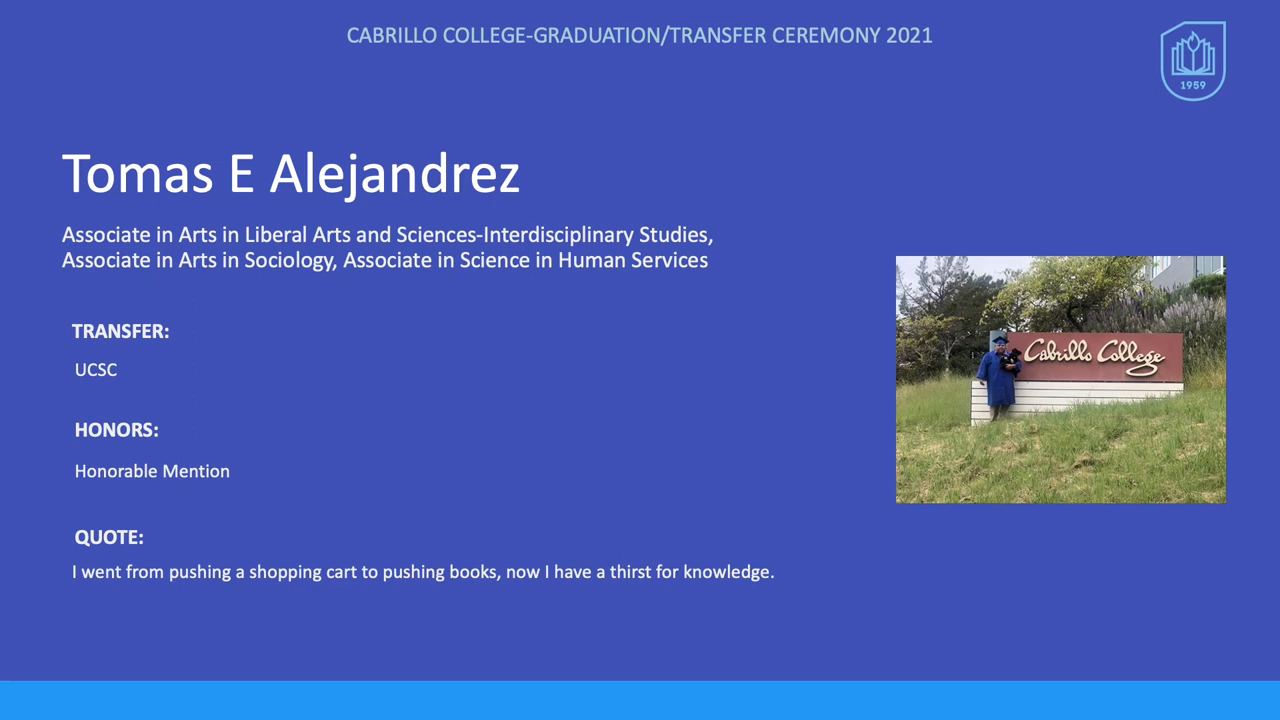 CABRILLO COLLEGE-GRADUATION/TRANSFER CEREMONY 2021
1959
Tomas E Alejandrez
Associate in Arts in Liberal Arts and Sciences-Interdisciplinary Studies,
Associate in Arts in Sociology, Associate in Science in Human Services
Cabrillo College
TRANSFER:
UCSC
HONORS:
Honorable Mention
QUOTE:
I went from pushing a shopping cart to pushing books, now I have a thirst for knowledge.